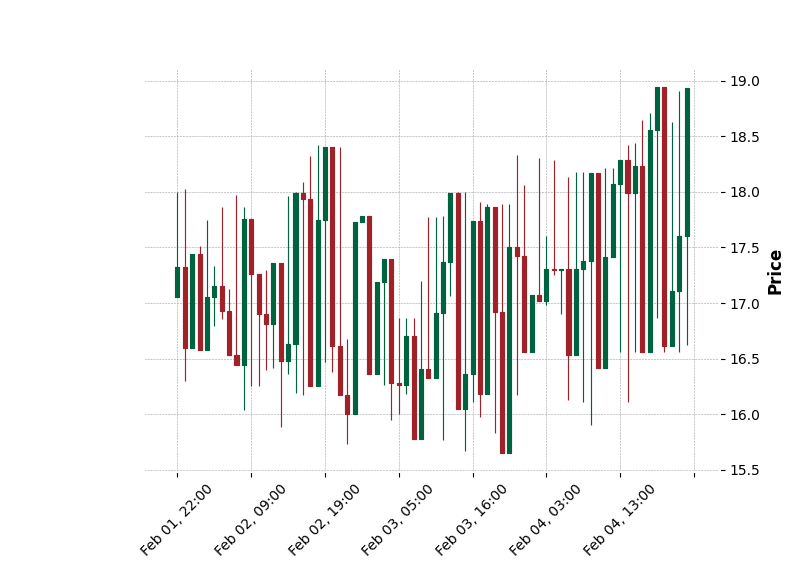 19.0
18.5
18.0
17.5
17.0
16.5
16.0
15.5
Price
Feb 01, 22:00
Feb 02, 09:00
Feb 02, 19:00
Feb 03, 05:00
Feb 03, 16:00
Feb 04, 03:00
Feb 04, 13:00